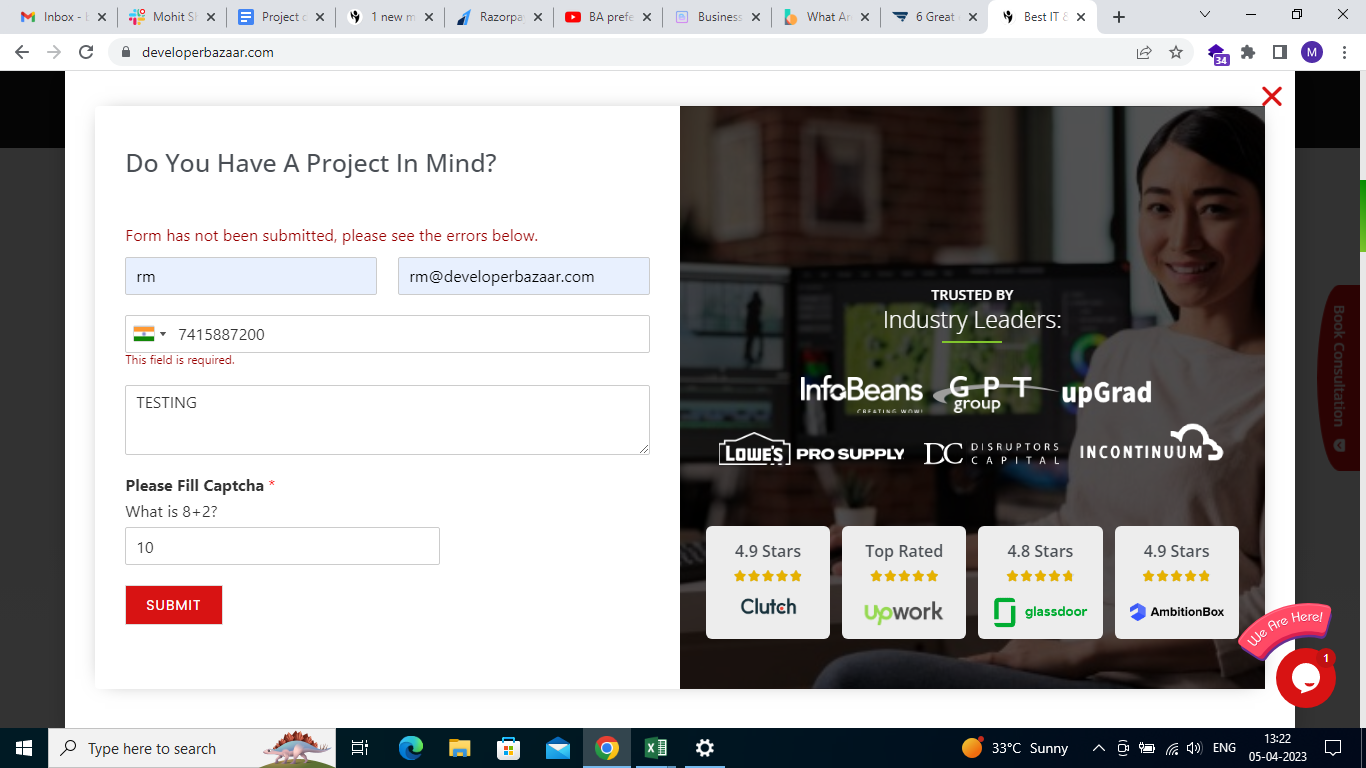 Inbox -
Mohit Sh
Project c
1 new m
Razorpa
BA prefe
Business
What An
6 Great
Best IT &
developerbazaar.com
34
M
Do You Have A Project In Mind?
Form has not been submitted, please see the errors below.
rm
rm@developerbazaar.com
7415887200
This field is required.
TESTING
Please Fill Captcha *
What is 8+2?
10
SUBMIT
TRUSTED BY
Industry Leaders:
InfoBeans
CREATING WOW!
GPT
group
upGrad
LOWE'S PRO SUPPLY
DC DISRUPTORS
CAPITAL
INCONTINUUM
4.9 Stars
Clutch
Top Rated
upwork
4.8 Stars
glassdoor
4.9 Stars
AmbitionBox
Book Consultation
We Are Here!
1
Type here to search
33°C Sunny
ENG
13:22
05-04-2023